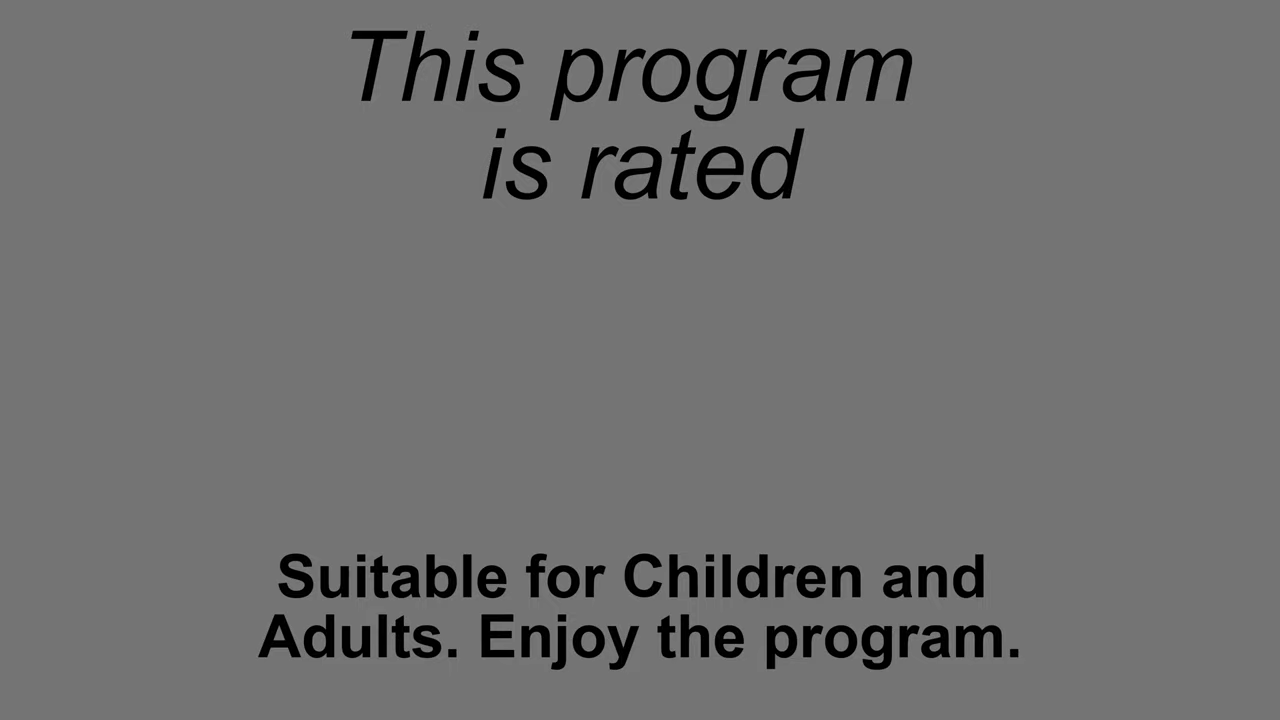 This program
is rated
Suitable for Children and
Adults. Enjoy the program.